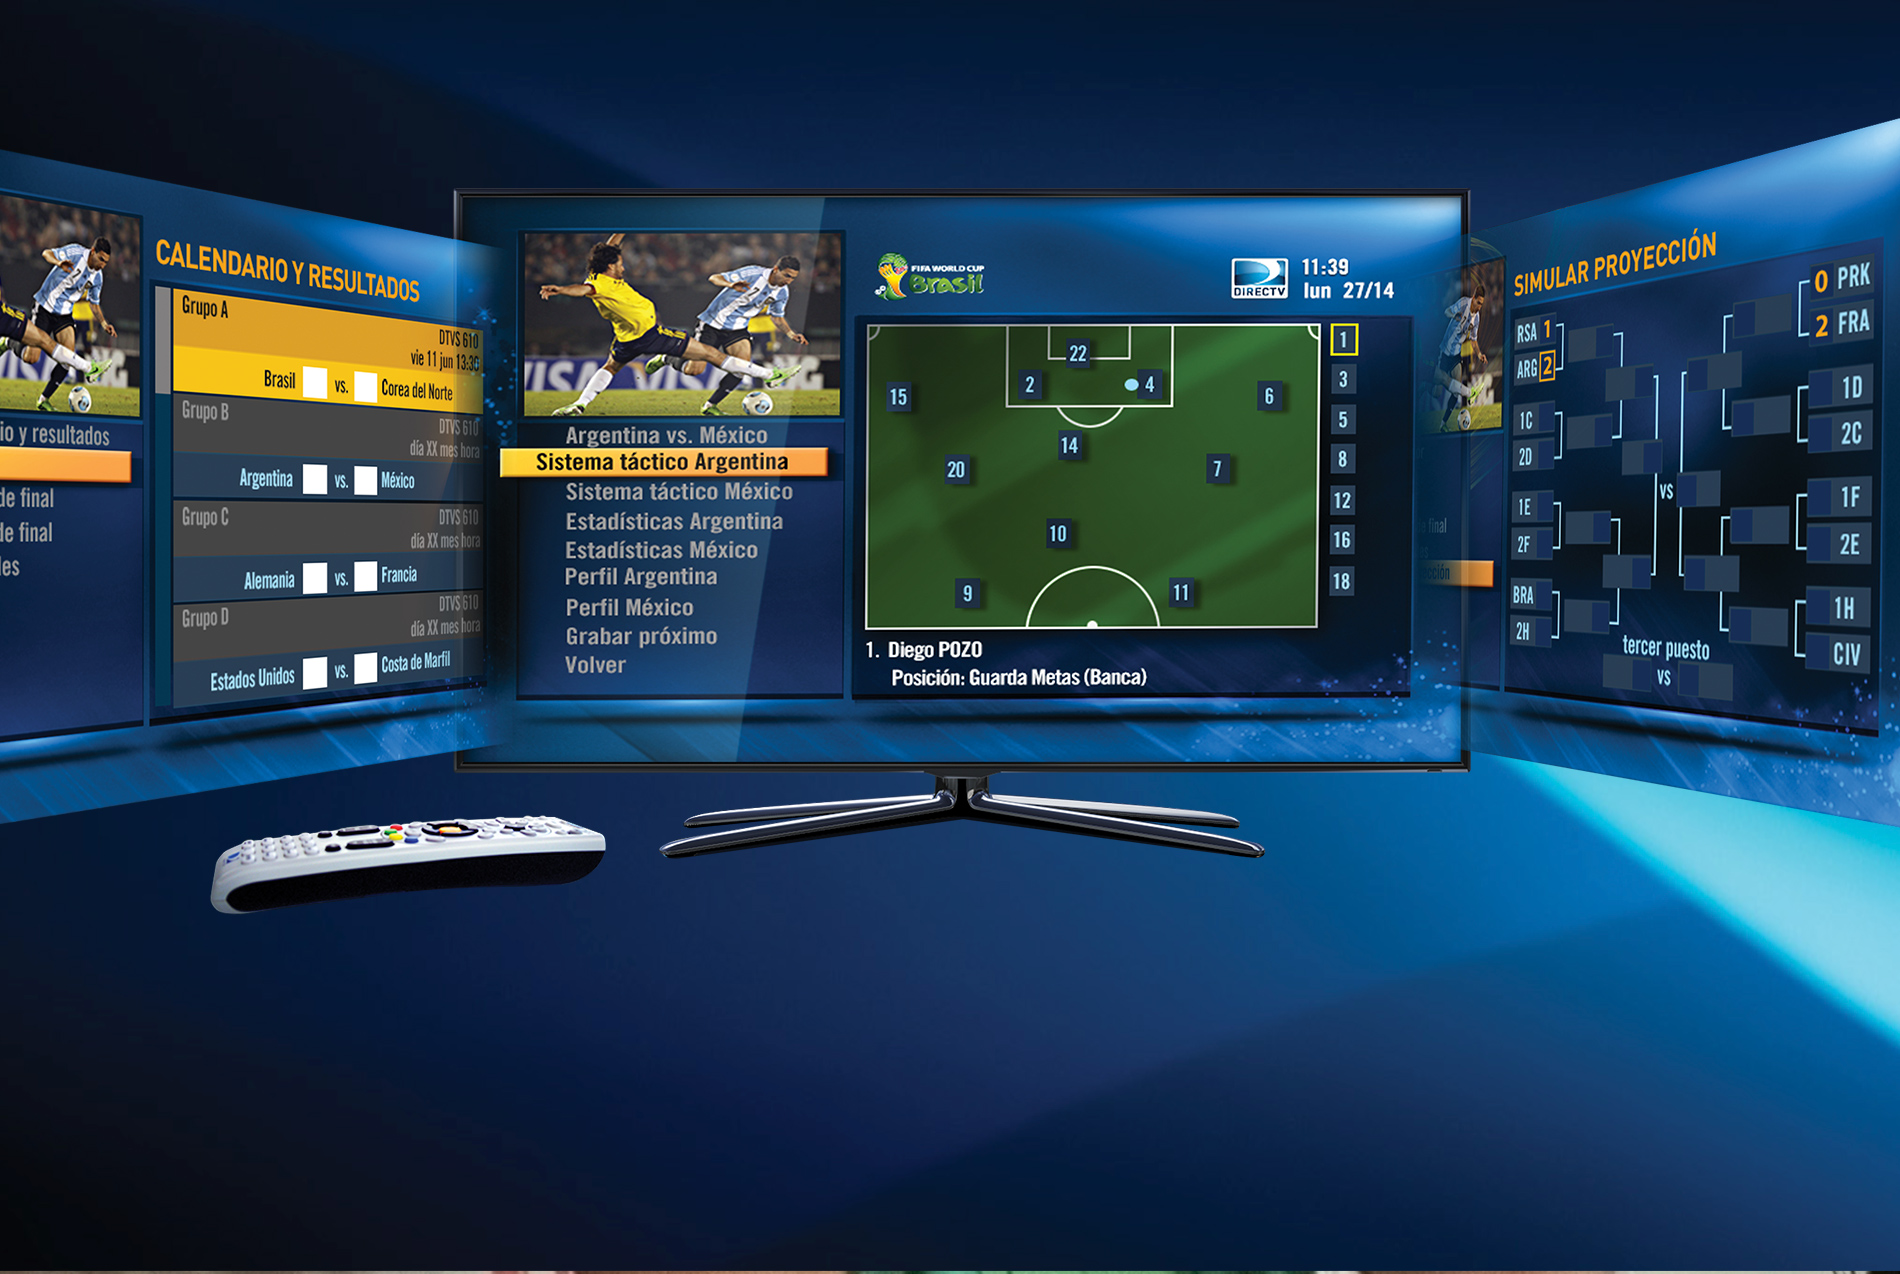 io y resultados
de final
de final
les
CALENDARIO Y RESULTADOS
Grupo A
DTVS 610
vie 11 jun 13:30
Brasil vs. Corea del Norte
Grupo B
DTVS 610
día XX mes hora
Argentina vs. México
Grupo C
DTVS 610
día XX mes hora
Alemania vs. Francia
Grupo D
DTVS 610
día XX mes hora
Estados Unidos vs. Costa de Marfil
VISA
VISA
Argentina vs. México
Sistema táctico Argentina
Sistema táctico México
Estadísticas Argentina
Estadísticas México
Perfil Argentina
Perfil México
Grabar próximo
Volver
FIFA WORLD CUP
Brasil
DIRECTV
11:39
lun 27/14
22
2
4
15
6
14
20
7
10
9
11
1
3
5
8
12
16
18
1. Diego POZO
Posición: Guarda Metas (Banca)
SIMULAR PROYECCIÓN
RSA 1
ARG 2
1C
2D
1E
2F
BRA
2H
vs
0 PRK
2 FRA
1D
2C
1F
2E
1H
CIV
tercer puesto
vs